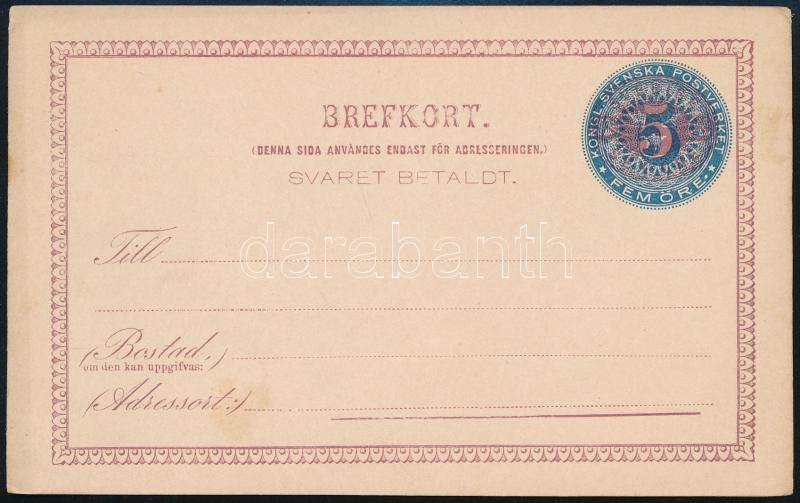 KONGL. SVENSKA POSTVERKET
5
* FEM ÖRE. *
BREFKORT.
(DENNA SIDA ANVÄNDES ENDAST FÖR ADRESSERINGEN.)
SVARET BETALDT.
darabanth
Till
(Bostad,)
om den kan uppgifvas:
(Adressort:)